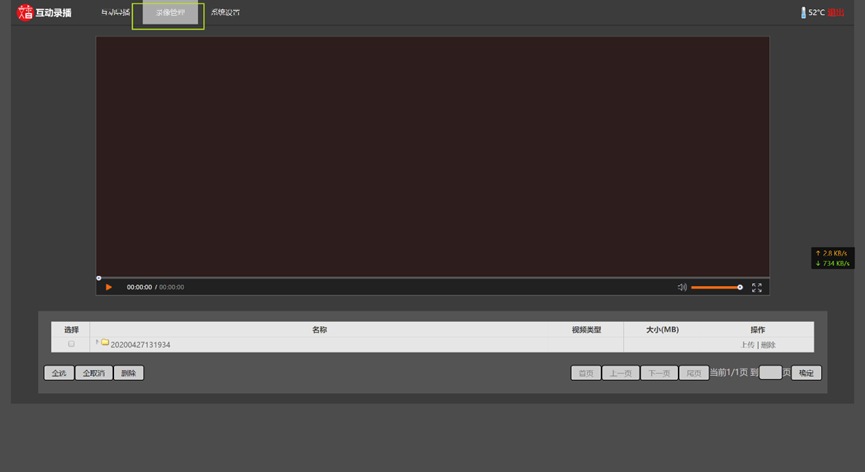 互动录播 互动录播 录像管理 系统设置 52°C 退出
↑ 2.8 KB/s
↓ 734 KB/s
00:00:00 / 00:00:00
选择 名称 视频类型 大小(MB) 操作
20200427131934 上传 | 删除
全选 全取消 删除 首页 上一页 下一页 尾页 当前1/1页 到 页 确定